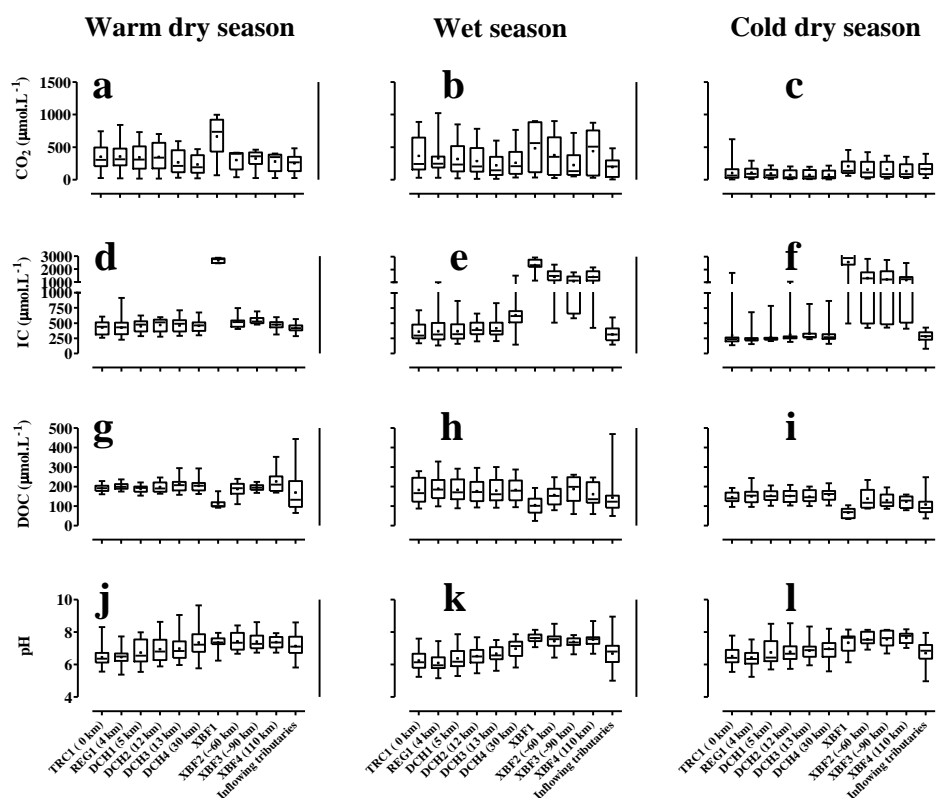 Warm dry season
Wet season
Cold dry season
a
b
c
CO2 (µmol.L-1)
1500
1000
500
0
d
e
f
IC (µmol.L-1)
3000
2000
1000
1000
750
500
250
0
g
h
i
DOC (µmol.L-1)
500
400
300
200
100
0
j
k
l
pH
10
8
6
4
TRC1 ( 0 km)
REG1 (4 km)
DCH1 (5 km)
DCH2 (12 km)
DCH3 (13 km)
DCH4 (30 km)
XBF1
XBF2 (~60 km)
XBF3 (~90 km)
XBF4 (110 km)
Inflowing tributaries
TRC1 ( 0 km)
REG1 (4 km)
DCH1 (5 km)
DCH2 (12 km)
DCH3 (13 km)
DCH4 (30 km)
XBF1
XBF2 (~60 km)
XBF3 (~90 km)
XBF4 (110 km)
Inflowing tributaries
TRC1 ( 0 km)
REG1 (4 km)
DCH1 (5 km)
DCH2 (12 km)
DCH3 (13 km)
DCH4 (30 km)
XBF1
XBF2 (~60 km)
XBF3 (~90 km)
XBF4 (110 km)
Inflowing tributaries